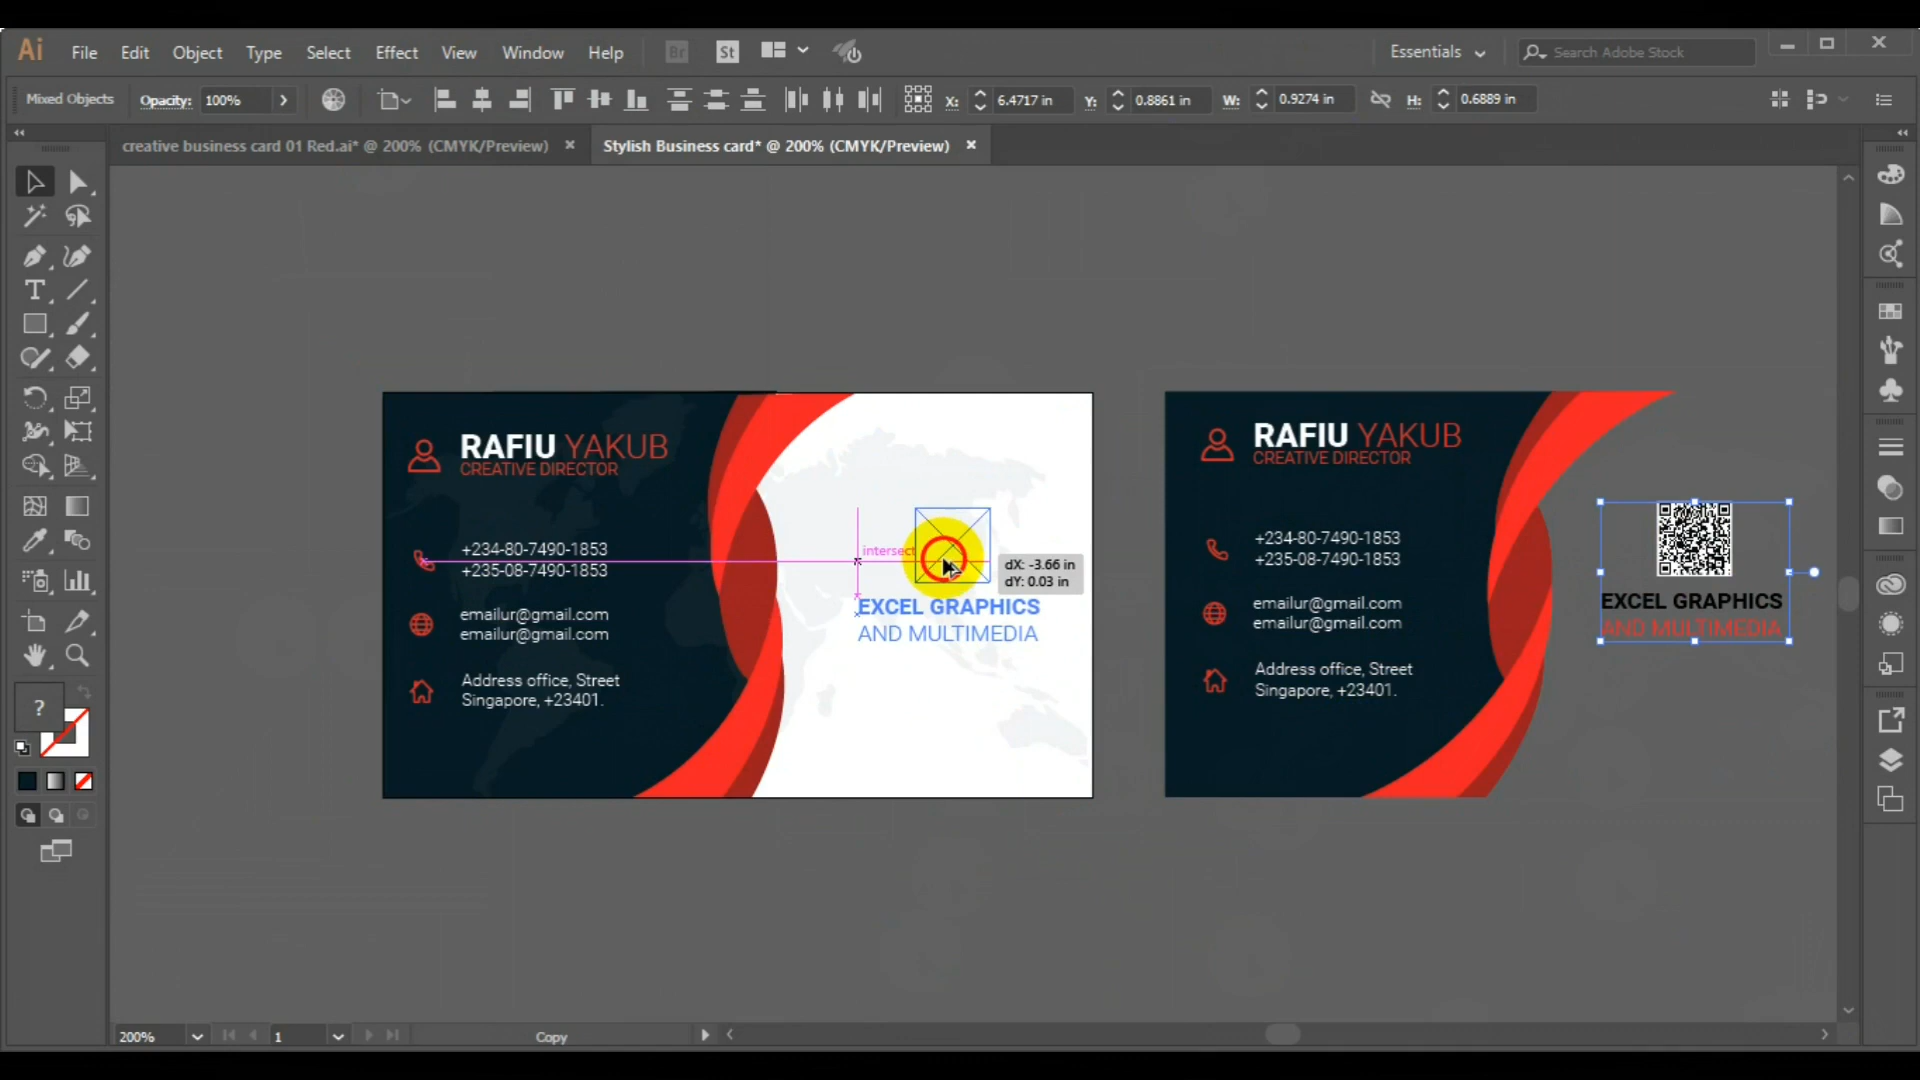 Ai File Edit Object Type Select Effect View Window Help Br St Essentials Search Adobe Stock
Mixed Objects Opacity: 100% X: 6.4717 in Y: 0.8861 in W: 0.9274 in H: 0.6889 in
creative business card 01 Red.ai* @ 200% (CMYK/Preview) × Stylish Business card* @ 200% (CMYK/Preview) ×
RAFIU YAKUB
CREATIVE DIRECTOR
+234-80-7490-1853
+235-08-7490-1853
emailur@gmail.com
emailur@gmail.com
Address office, Street
Singapore, +23401.
intersect
dX: -3.66 in
dY: 0.03 in
EXCEL GRAPHICS
AND MULTIMEDIA
RAFIU YAKUB
CREATIVE DIRECTOR
+234-80-7490-1853
+235-08-7490-1853
emailur@gmail.com
emailur@gmail.com
Address office, Street
Singapore, +23401.
EXCEL GRAPHICS
AND MULTIMEDIA
?
200% 1 Copy